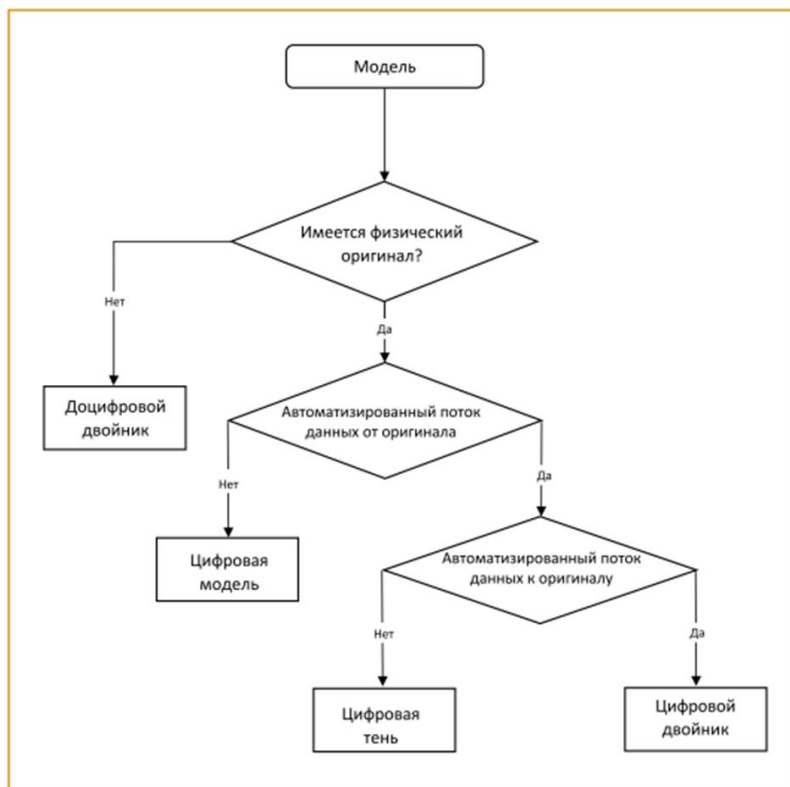 Модель
Имеется физический
оригинал?
Нет
Да
Доцифровой
двойник
Автоматизированный поток
данных от оригинала
Нет
Да
Цифровая
модель
Автоматизированный поток
данных к оригиналу
Нет
Да
Цифровая
тень
Цифровой
двойник